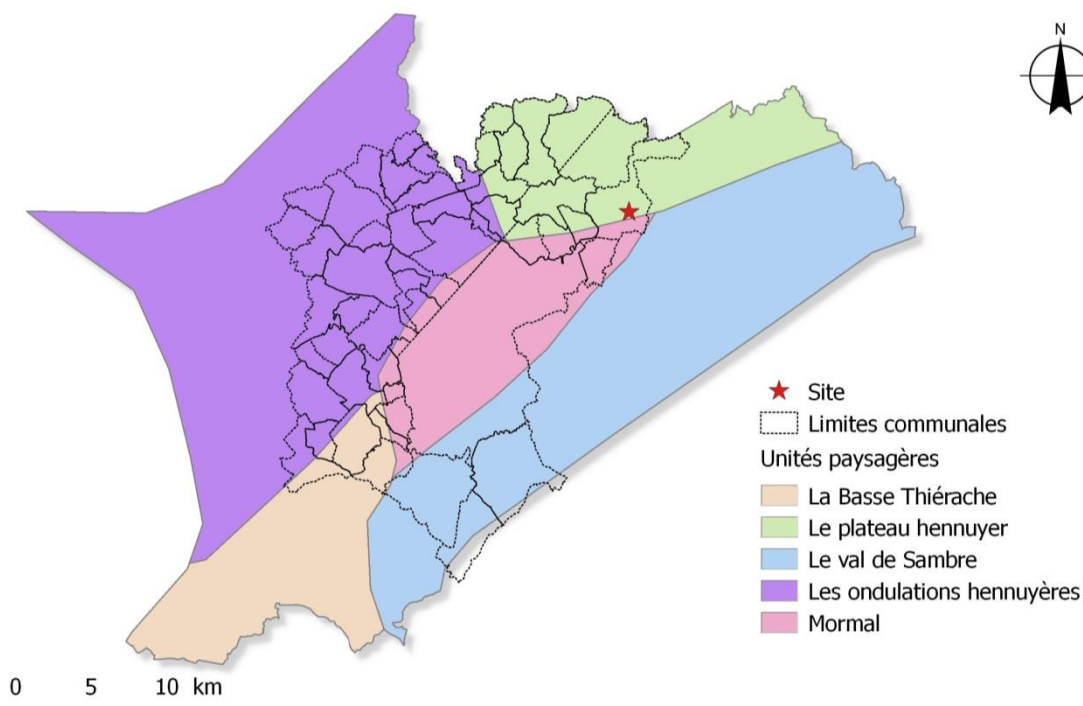 N
Site
Limites communales
Unités paysagères
La Basse Thiérache
Le plateau hennuyer
Le val de Sambre
Les ondulations hennuyères
Mormal
0 5 10 km